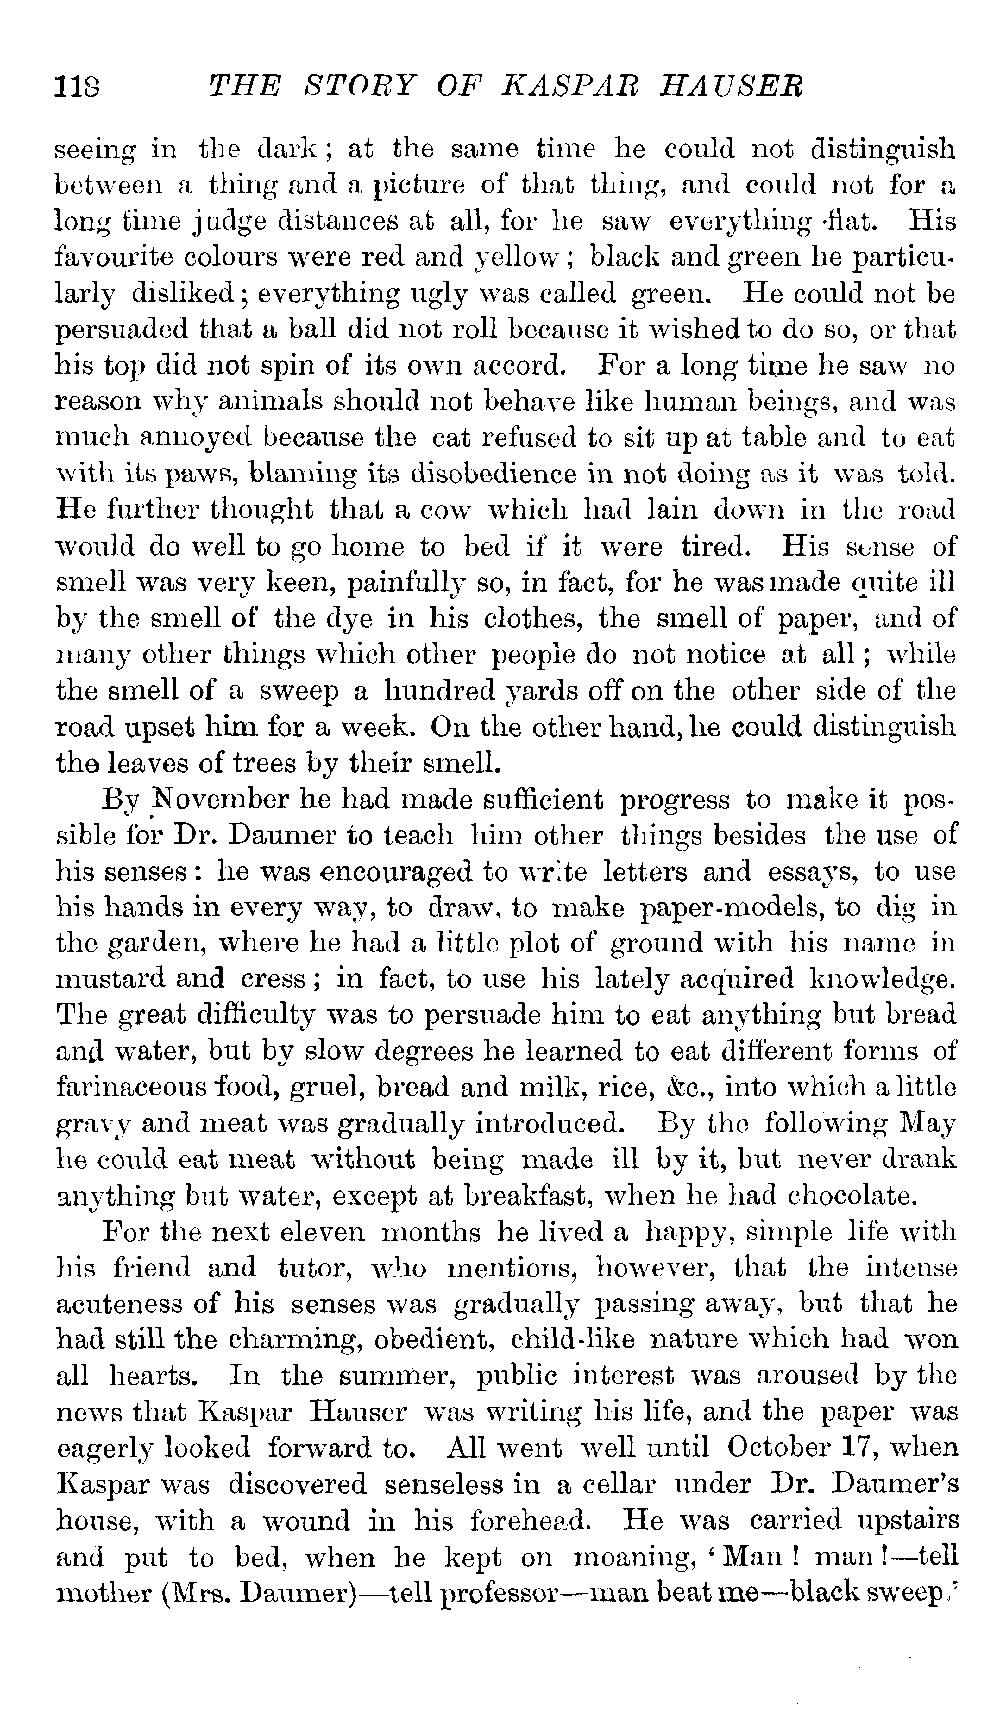 118 THE STORY OF KASPAR HAUSER
seeing in the dark; at the same time he could not distinguish
between a thing and a picture of that thing, and could not for a
long time judge distances at all, for he saw everything flat. His
favourite colours were red and yellow; black and green he particu-
larly disliked; everything ugly was called green. He could not be
persuaded that a ball did not roll because it wished to do so, or that
his top did not spin of its own accord. For a long time he saw no
reason why animals should not behave like human beings, and was
much annoyed because the cat refused to sit up at table and to eat
with its paws, blaming its disobedience in not doing as it was told.
He further thought that a cow which had lain down in the road
would do well to go home to bed if it were tired. His sense of
smell was very keen, painfully so, in fact, for he was made quite ill
by the smell of the dye in his clothes, the smell of paper, and of
many other things which other people do not notice at all; while
the smell of a sweep a hundred yards off on the other side of the
road upset him for a week. On the other hand, he could distinguish
the leaves of trees by their smell.
By November he had made sufficient progress to make it pos-
sible for Dr. Daumer to teach him other things besides the use of
his senses: he was encouraged to write letters and essays, to use
his hands in every way, to draw, to make paper-models, to dig in
the garden, where he had a little plot of ground with his name in
mustard and cress; in fact, to use his lately acquired knowledge.
The great difficulty was to persuade him to eat anything but bread
and water, but by slow degrees he learned to eat different forms of
farinaceous food, gruel, bread and milk, rice, &c., into which a little
gravy and meat was gradually introduced. By the following May
he could eat meat without being made ill by it, but never drank
anything but water, except at breakfast, when he had chocolate.
For the next eleven months he lived a happy, simple life with
his friend and tutor, who mentions, however, that the intense
acuteness of his senses was gradually passing away, but that he
had still the charming, obedient, child-like nature which had won
all hearts. In the summer, public interest was aroused by the
news that Kaspar Hauser was writing his life, and the paper was
eagerly looked forward to. All went well until October 17, when
Kaspar was discovered senseless in a cellar under Dr. Daumer's
house, with a wound in his forehead. He was carried upstairs
and put to bed, when he kept on moaning, ‘Man! man!—tell
mother (Mrs. Daumer)—tell professor—man beat me—black sweep.’